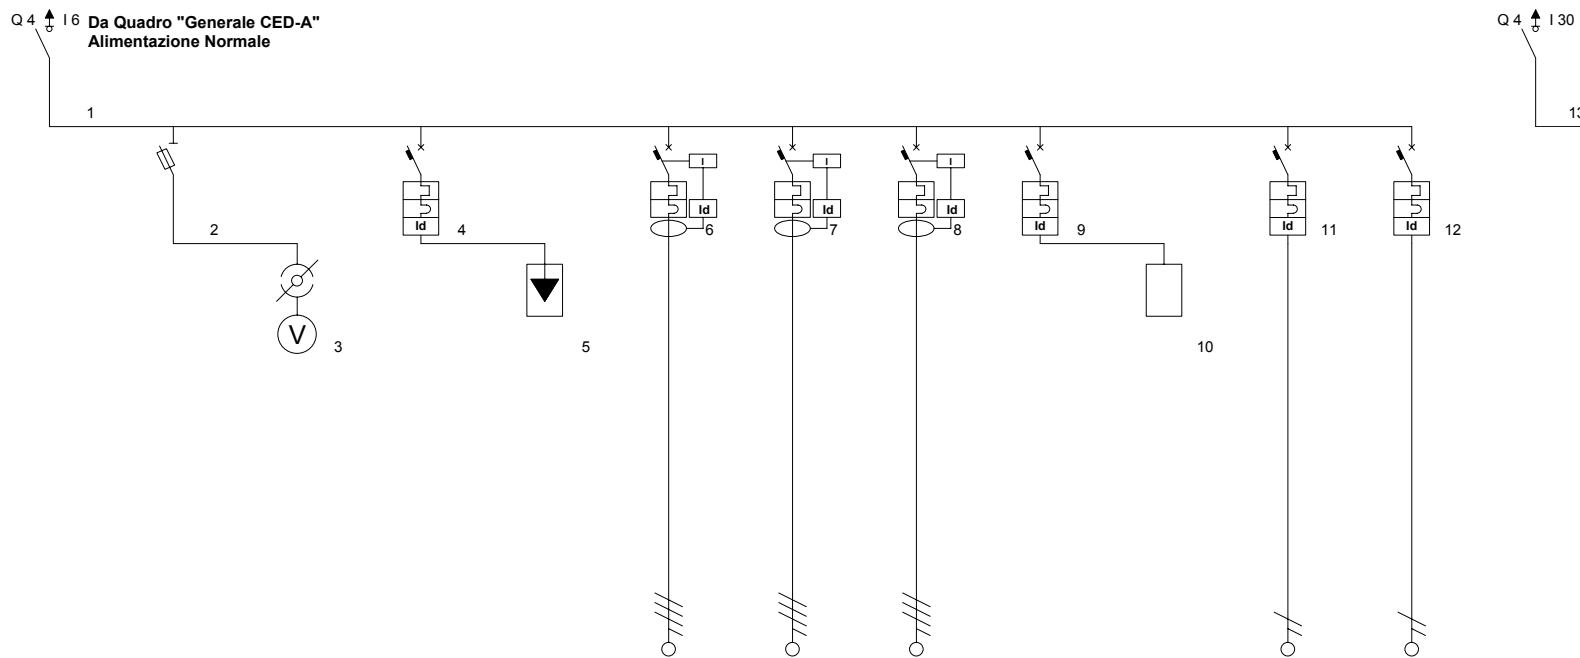 Q 4 I 6 Da Quadro "Generale CED-A"
Alimentazione Normale
Q 4 I 30
1
13
I
I
I
Id
Id
Id
Id
Id
Id
Id
2
4
6
7
8
9
11
12
V
3
5
10